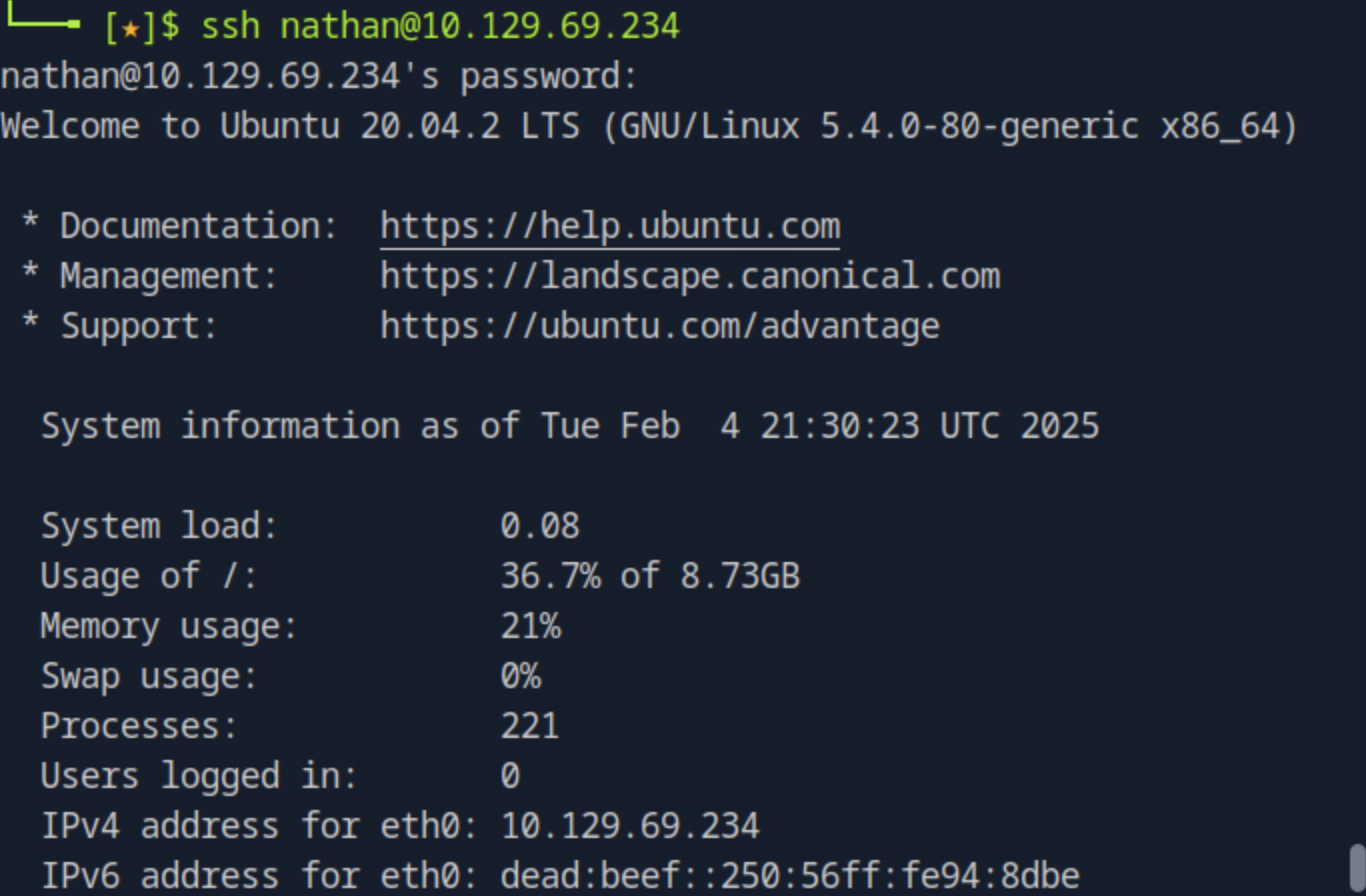 [★]$ ssh nathan@10.129.69.234
nathan@10.129.69.234's password:
Welcome to Ubuntu 20.04.2 LTS (GNU/Linux 5.4.0-80-generic x86_64)
* Documentation:  https://help.ubuntu.com
* Management:     https://landscape.canonical.com
* Support:        https://ubuntu.com/advantage
System information as of Tue Feb  4 21:30:23 UTC 2025
System load:           0.08
Usage of /:            36.7% of 8.73GB
Memory usage:          21%
Swap usage:            0%
Processes:             221
Users logged in:       0
IPv4 address for eth0: 10.129.69.234
IPv6 address for eth0: dead:beef::250:56ff:fe94:8dbe